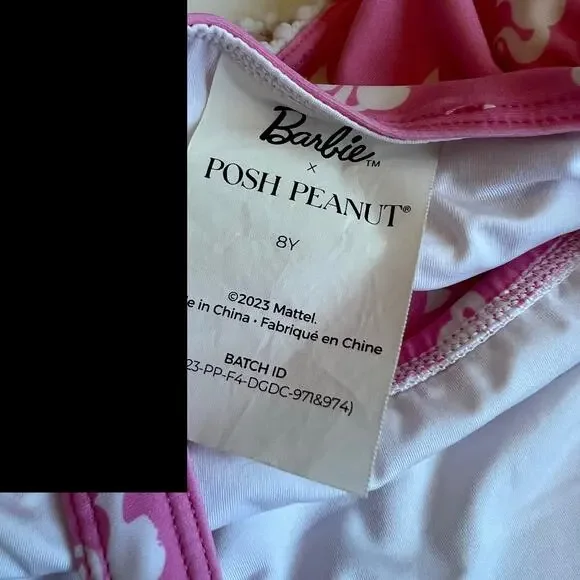 Barbie™
×
POSH PEANUT®
8Y
©2023 Mattel.
in China · Fabriqué en Chine
BATCH ID
23-PP-F4-DGDC-971&974)